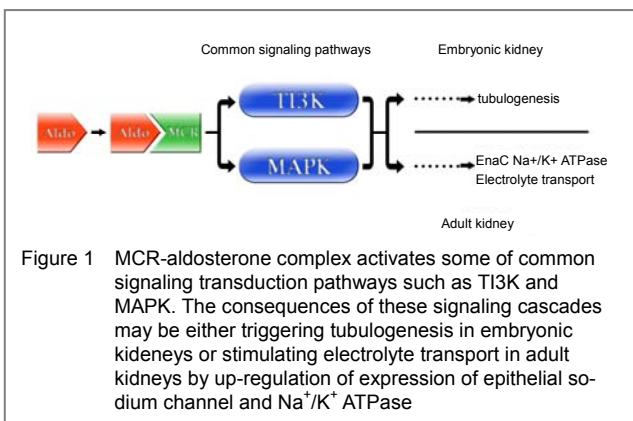 Common signaling pathways Embryonic kidney
TI3K
tubulogenesis
Aldo Aldo MCR
MAPK
EnaC Na+/K+ ATPase
Electrolyte transport
Adult kidney
Figure 1 MCR-aldosterone complex activates some of common
signaling transduction pathways such as TI3K and
MAPK. The consequences of these signaling cascades
may be either triggering tubulogenesis in embryonic
kideneys or stimulating electrolyte transport in adult
kidneys by up-regulation of expression of epithelial so-
dium channel and Na⁺/K⁺ ATPase